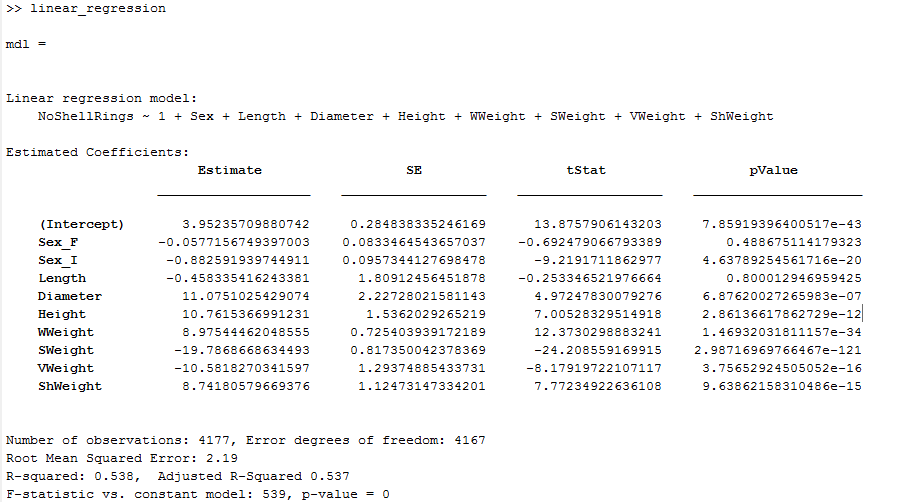 >> linear_regression
mdl =
Linear regression model:
NoShellRings ~ 1 + Sex + Length + Diameter + Height + WWeight + SWeight + VWeight + ShWeight
Estimated Coefficients:
Estimate SE tStat pValue
(Intercept) 3.95235709880742 0.284838335246169 13.8757906143203 7.85919396400517e-43
Sex_F -0.0577156749397003 0.0833464543657037 -0.692479066793389 0.488675114179323
Sex_I -0.882591939744911 0.0957344127698478 -9.2191711862977 4.63789254561716e-20
Length -0.458335416243381 1.80912456451878 -0.253346521976664 0.800012946959425
Diameter 11.0751025429074 2.22728021581143 4.97247830079276 6.87620027265983e-07
Height 10.7615366991231 1.5362029265219 7.00528329514918 2.86136617862729e-12
WWeight 8.97544462048555 0.725403939172189 12.3730298883241 1.46932031811157e-34
SWeight -19.7868668634493 0.817350042378369 -24.208559169915 2.98716969766467e-121
VWeight -10.5818270341597 1.29374885433731 -8.17919722107117 3.75652924505052e-16
ShWeight 8.74180579669376 1.12473147334201 7.77234922636108 9.63862158310486e-15
Number of observations: 4177, Error degrees of freedom: 4167
Root Mean Squared Error: 2.19
R-squared: 0.538, Adjusted R-Squared 0.537
F-statistic vs. constant model: 539, p-value = 0